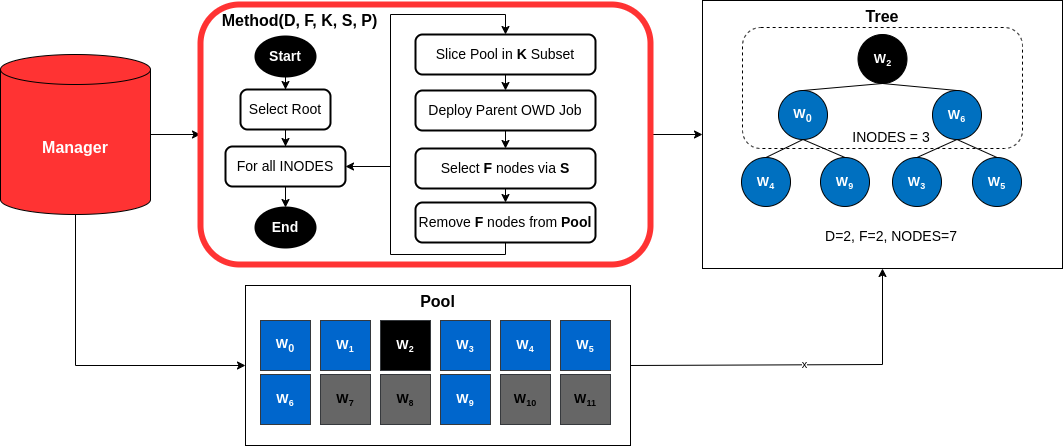 Manager
Method(D, F, K, S, P)
Start
Select Root
For all INODES
End
Slice Pool in K Subset
Deploy Parent OWD Job
Select F nodes via S
Remove F nodes from Pool
Tree
W2
W0
W6
INODES = 3
W4
W9
W3
W5
D=2, F=2, NODES=7
Pool
W0
W1
W2
W3
W4
W5
W6
W7
W8
W9
W10
W11
x